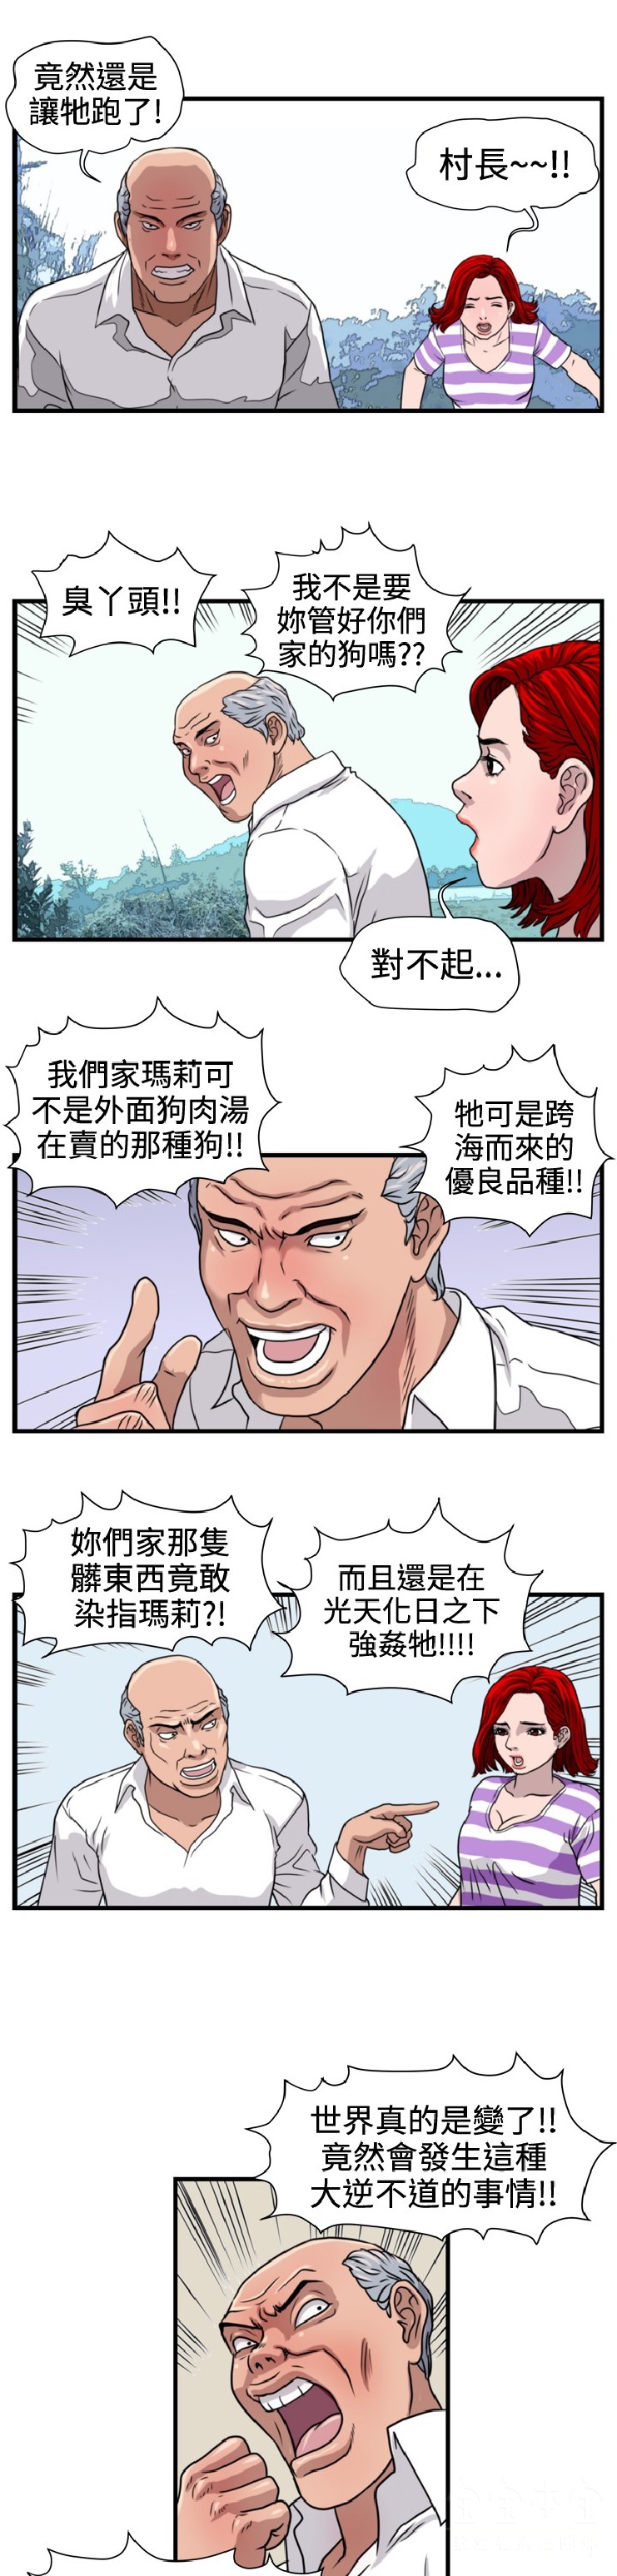 竟然還是
讓牠跑了!
村長~~!!
臭丫頭!!
我不是要
妳管好你們
家的狗嗎??
對不起...
我們家瑪莉可
不是外面狗肉湯
在賣的那種狗!!
牠可是跨
海而來的
優良品種!!
妳們家那隻
髒東西竟敢
染指瑪莉?!
而且還是在
光天化日之下
強姦牠!!!!
世界真的是變了!!
竟然會發生這種
大逆不道的事情!!